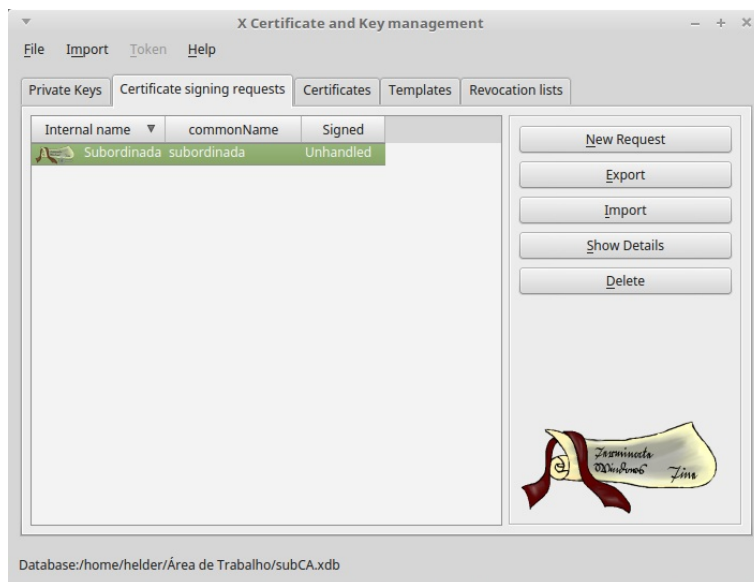 X Certificate and Key management
File Import Token Help
Private Keys Certificate signing requests Certificates Templates Revocation lists
Internal name commonName Signed
Subordinada subordinada Unhandled
New Request
Export
Import
Show Details
Delete
Windows
Database:/home/helder/Área de Trabalho/subCA.xdb